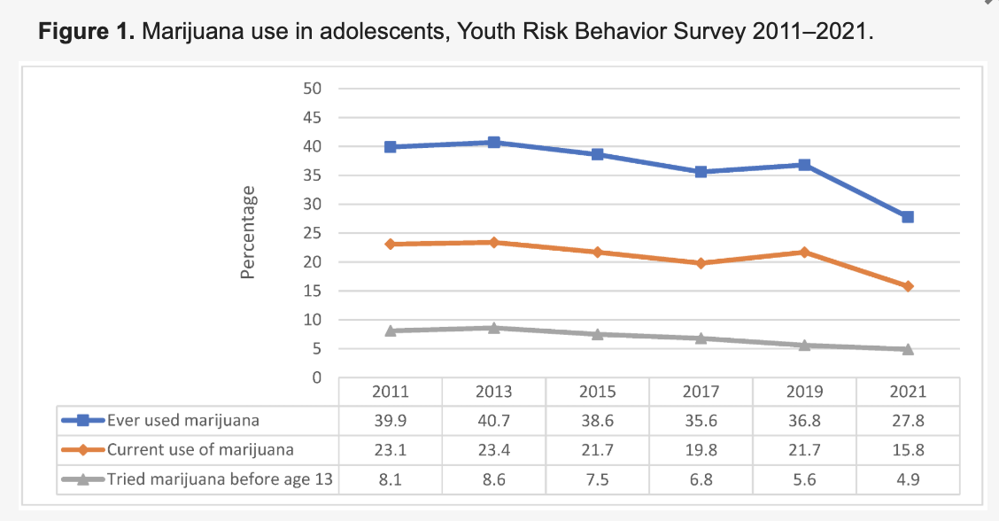 Figure 1. Marijuana use in adolescents, Youth Risk Behavior Survey 2011–2021.
50
45
40
35
30
25
20
15
10
5
0
Percentage
2011 2013 2015 2017 2019 2021
Ever used marijuana 39.9 40.7 38.6 35.6 36.8 27.8
Current use of marijuana 23.1 23.4 21.7 19.8 21.7 15.8
Tried marijuana before age 13 8.1 8.6 7.5 6.8 5.6 4.9